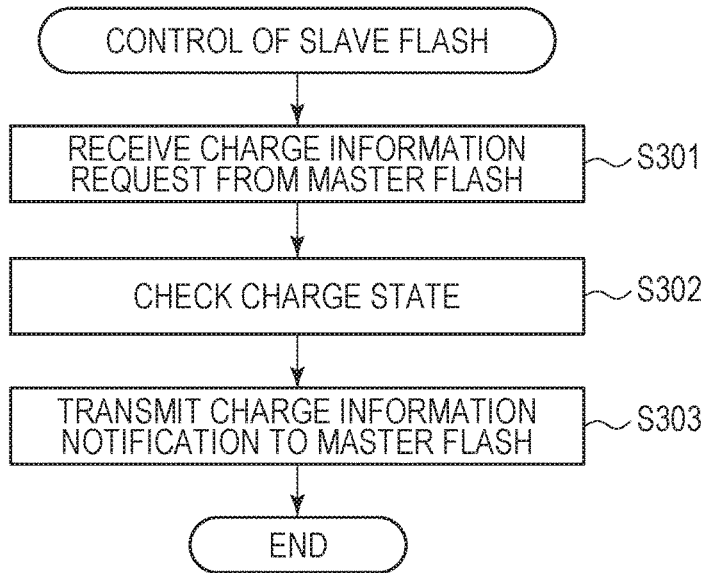 CONTROL OF SLAVE FLASH
RECEIVE CHARGE INFORMATION
REQUEST FROM MASTER FLASH
S301
CHECK CHARGE STATE
S302
TRANSMIT CHARGE INFORMATION
NOTIFICATION TO MASTER FLASH
S303
END